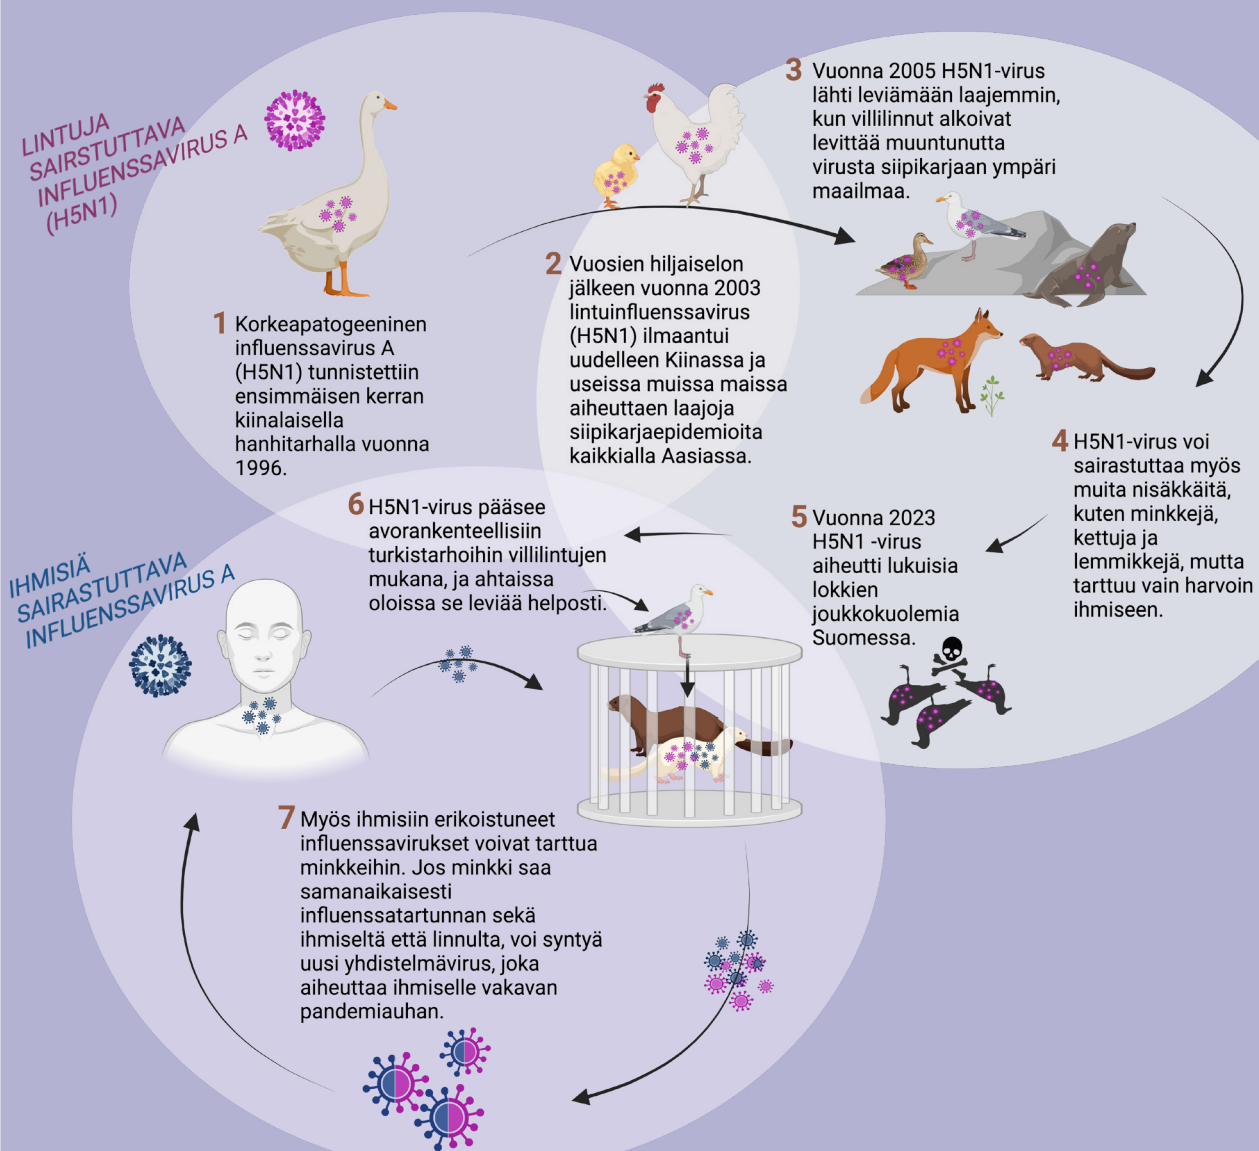 LINTUJA
SAIRSTUTTAVA
INFLUENSSAVIRUS A
(H5N1)
1 Korkeapatogeeninen
influenssavirus A
(H5N1) tunnistettiin
ensimmäisen kerran
kiinalaisella
hanhitarhalla vuonna
1996.
2 Vuosien hiljaiselon
jälkeen vuonna 2003
lintuinfluenssavirus
(H5N1) ilmaantui
uudelleen Kiinassa ja
useissa muissa maissa
aiheuttaen laajoja
siipikarjaepidemioita
kaikkialla Aasiassa.
3 Vuonna 2005 H5N1-virus
lähti leviämään laajemmin,
kun villilinnut alkoivat
levittää muuntunutta
virusta siipikarjaan ympäri
maailmaa.
4 H5N1-virus voi
sairastuttaa myös
muita nisäkkäitä,
kuten minkkejä,
kettuja ja
lemmikkejä, mutta
tarttuu vain harvoin
ihmiseen.
5 Vuonna 2023
H5N1 -virus
aiheutti lukuisia
lokkien
joukkokuolemia
Suomessa.
6 H5N1-virus pääsee
avorankenteellisiin
turkistarhoihin villilintujen
mukana, ja ahtaissa
oloissa se leviää helposti.
IHMISIÄ
SAIRASTUTTAVA
INFLUENSSAVIRUS A
7 Myös ihmisiin erikoistuneet
influenssavirukset voivat tarttua
minkkeihin. Jos minkki saa
samanaikaisesti
influenssatartunnan sekä
ihmiseltä että linnulta, voi syntyä
uusi yhdistelmävirus, joka
aiheuttaa ihmiselle vakavan
pandemiauhan.